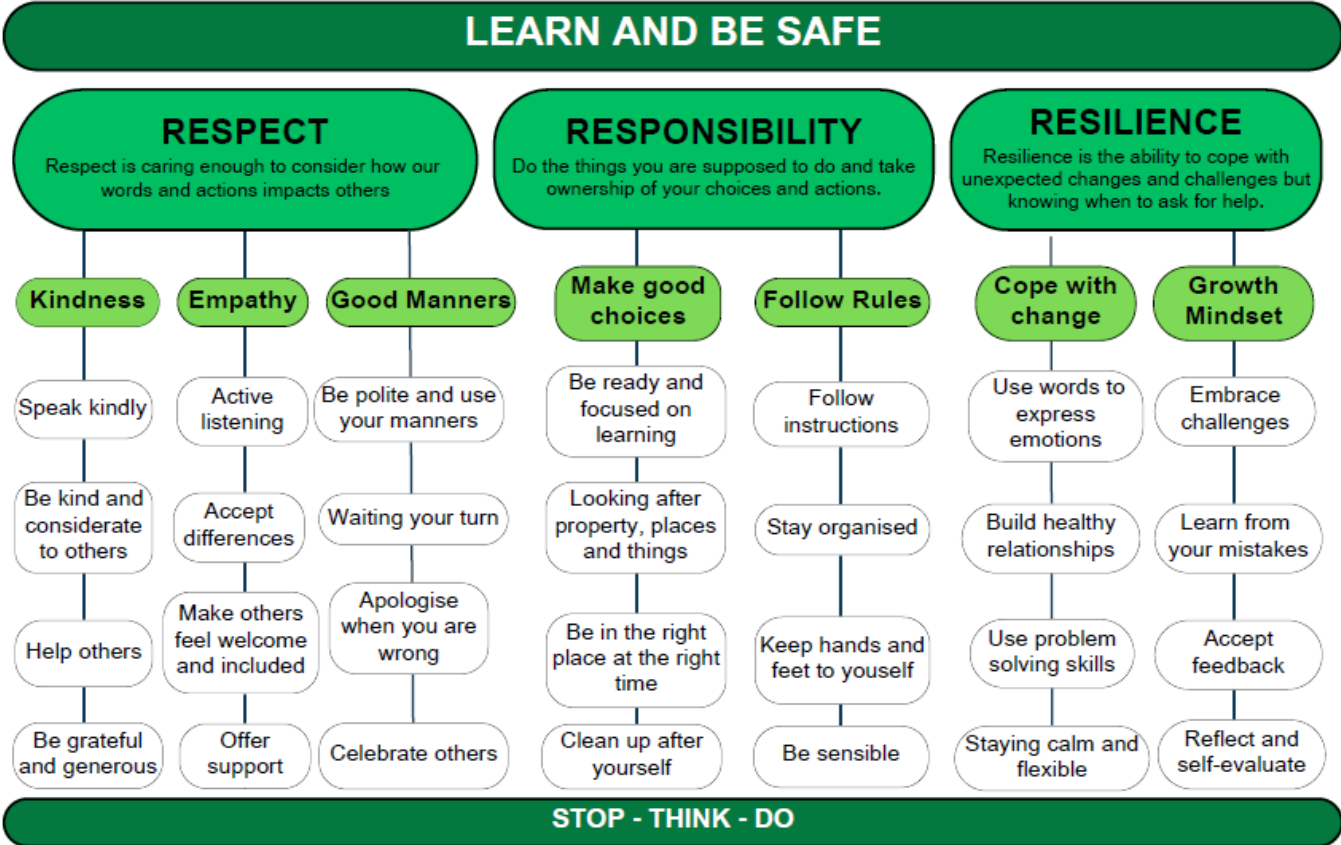 LEARN AND BE SAFE
RESPECT
Respect is caring enough to consider how our
words and actions impacts others
Kindness
Speak kindly
Be kind and
considerate
to others
Help others
Be grateful
and generous
Empathy
Active
listening
Accept
differences
Make others
feel welcome
and included
Offer
support
Good Manners
Be polite and use
your manners
Waiting your turn
Apologise
when you are
wrong
Celebrate others
RESPONSIBILITY
Do the things you are supposed to do and take
ownership of your choices and actions.
Make good
choices
Be ready and
focused on
learning
Looking after
property, places
and things
Be in the right
place at the right
time
Clean up after
yourself
Follow Rules
Follow
instructions
Stay organised
Keep hands and
feet to youself
Be sensible
RESILIENCE
Resilience is the ability to cope with
unexpected changes and challenges but
knowing when to ask for help.
Cope with
change
Use words to
express
emotions
Build healthy
relationships
Use problem
solving skills
Staying calm and
flexible
Growth
Mindset
Embrace
challenges
Learn from
your mistakes
Accept
feedback
Reflect and
self-evaluate
STOP - THINK - DO